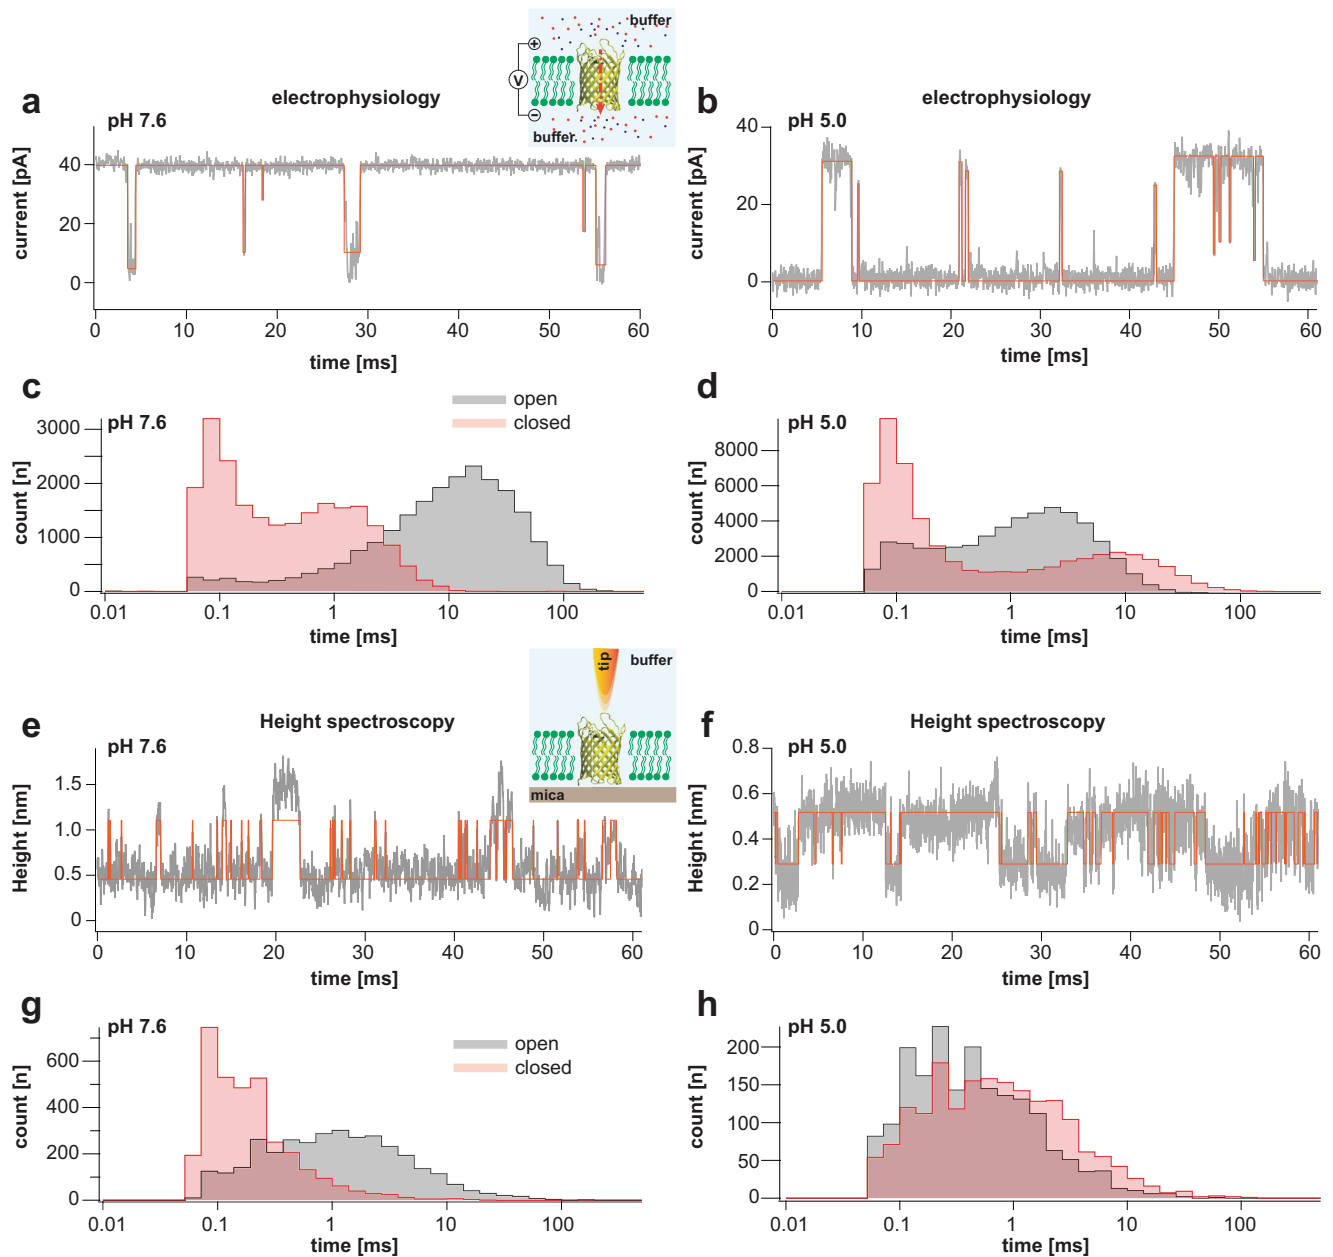 buffer
+
V
−
buffer.
a
electrophysiology
pH 7.6
current [pA]
60
40
20
0
0 10 20 30 40 50 60
time [ms]
b
electrophysiology
pH 5.0
current [pA]
40
20
0
0 10 20 30 40 50 60
time [ms]
c
pH 7.6
open
closed
count [n]
3000
2000
1000
0
0.01 0.1 1 10 100
time [ms]
d
pH 5.0
count [n]
8000
6000
4000
2000
0
0.01 0.1 1 10 100
time [ms]
tip
buffer
mica
e
Height spectroscopy
pH 7.6
Height [nm]
1.5
1.0
0.5
0
0 10 20 30 40 50 60
time [ms]
f
Height spectroscopy
pH 5.0
Height [nm]
0.8
0.6
0.4
0.2
0
0 10 20 30 40 50 60
time [ms]
g
pH 7.6
open
closed
count [n]
600
400
200
0
0.01 0.1 1 10 100
time [ms]
h
pH 5.0
count [n]
200
150
100
50
0
0.01 0.1 1 10 100
time [ms]